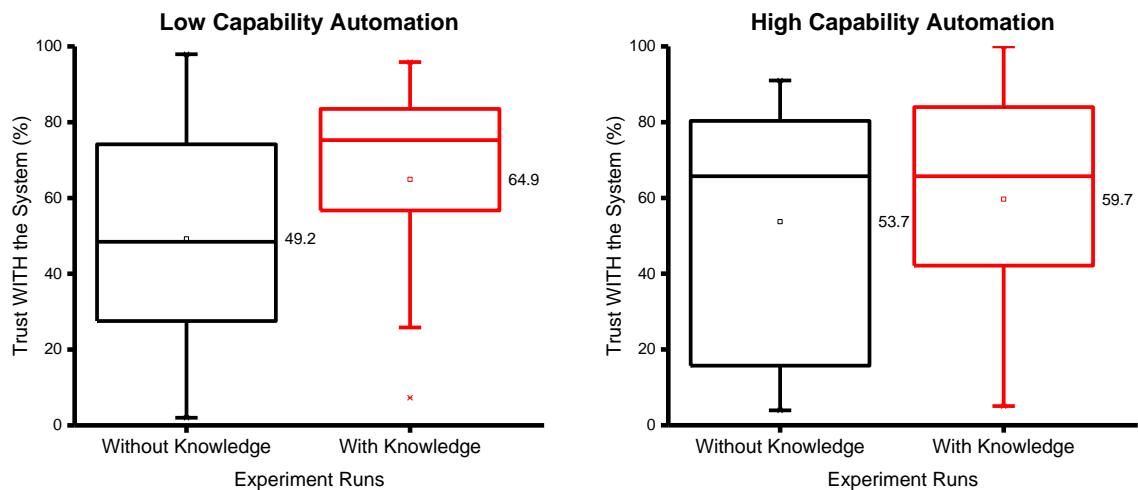 Low Capability Automation
Trust WITH the System (%)
100
80
60
40
20
0
49.2
64.9
Without Knowledge
With Knowledge
Experiment Runs
High Capability Automation
Trust WITH the System (%)
100
80
60
40
20
0
53.7
59.7
Without Knowledge
With Knowledge
Experiment Runs